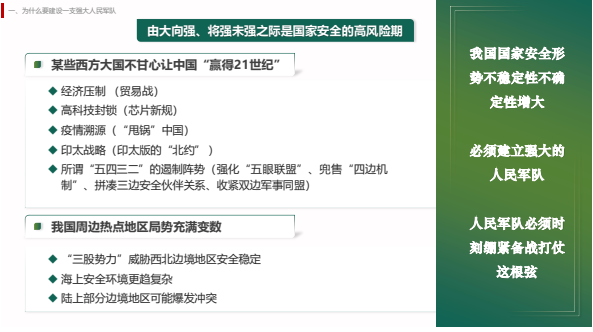 一、为什么要建设一支强大人民军队
由大向强、将强未强之际是国家安全的高风险期
某些西方大国不甘心让中国“赢得21世纪”
经济压制（贸易战）
高科技封锁（芯片新规）
疫情溯源（“甩锅”中国）
印太战略（印太版的“北约”）
所谓“五四三二”的遏制阵势（强化“五眼联盟”、兜售“四边机
制”、拼凑三边安全伙伴关系、收紧双边军事同盟）
我国周边热点地区局势充满变数
“三股势力”威胁西北边境地区安全稳定
海上安全环境更趋复杂
陆上部分边境地区可能爆发冲突
我国国家安全形
势不稳定性不确
定性增大
必须建立强大的
人民军队
人民军队必须时
刻绷紧备战打仗
这根弦